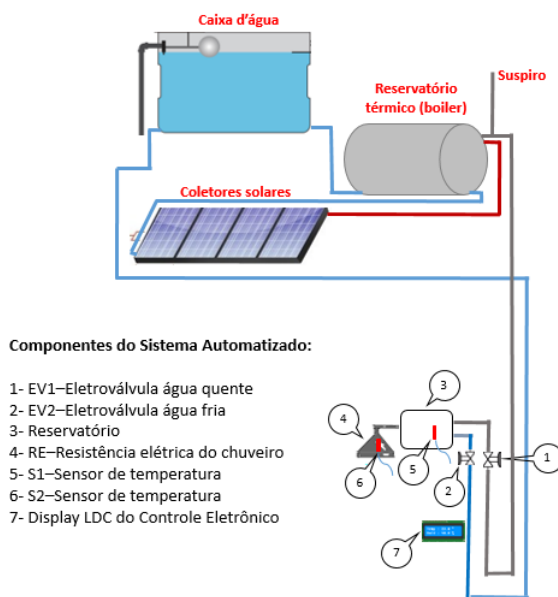 Caixa d'água
Suspiro
Reservatório
térmico (boiler)
Coletores solares
Componentes do Sistema Automatizado:
1- EV1–Eletroválvula água quente
2- EV2–Eletroválvula água fria
3- Reservatório
4- RE–Resistência elétrica do chuveiro
5- S1–Sensor de temperatura
6- S2–Sensor de temperatura
7- Display LDC do Controle Eletrônico
3
4
5
6
2
1
7